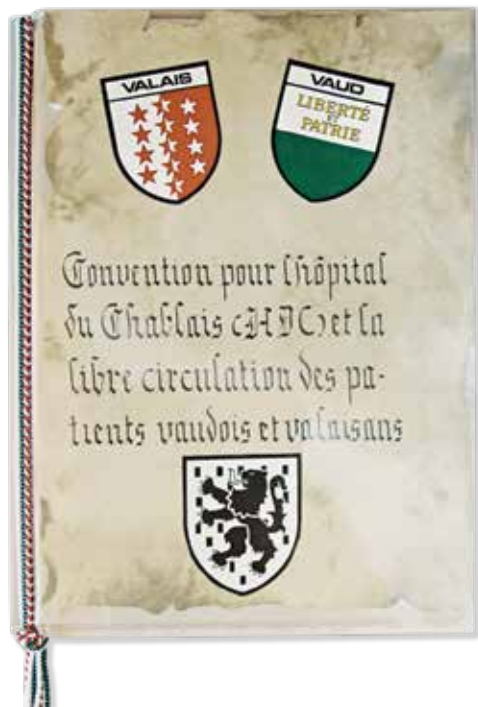 VALAIS
VAUD
LIBERTÉ
ET
PATRIE
Convention pour l'hôpital
du Chablais (HDC) et la
libre circulation des pa-
tients vaudois et valaisans